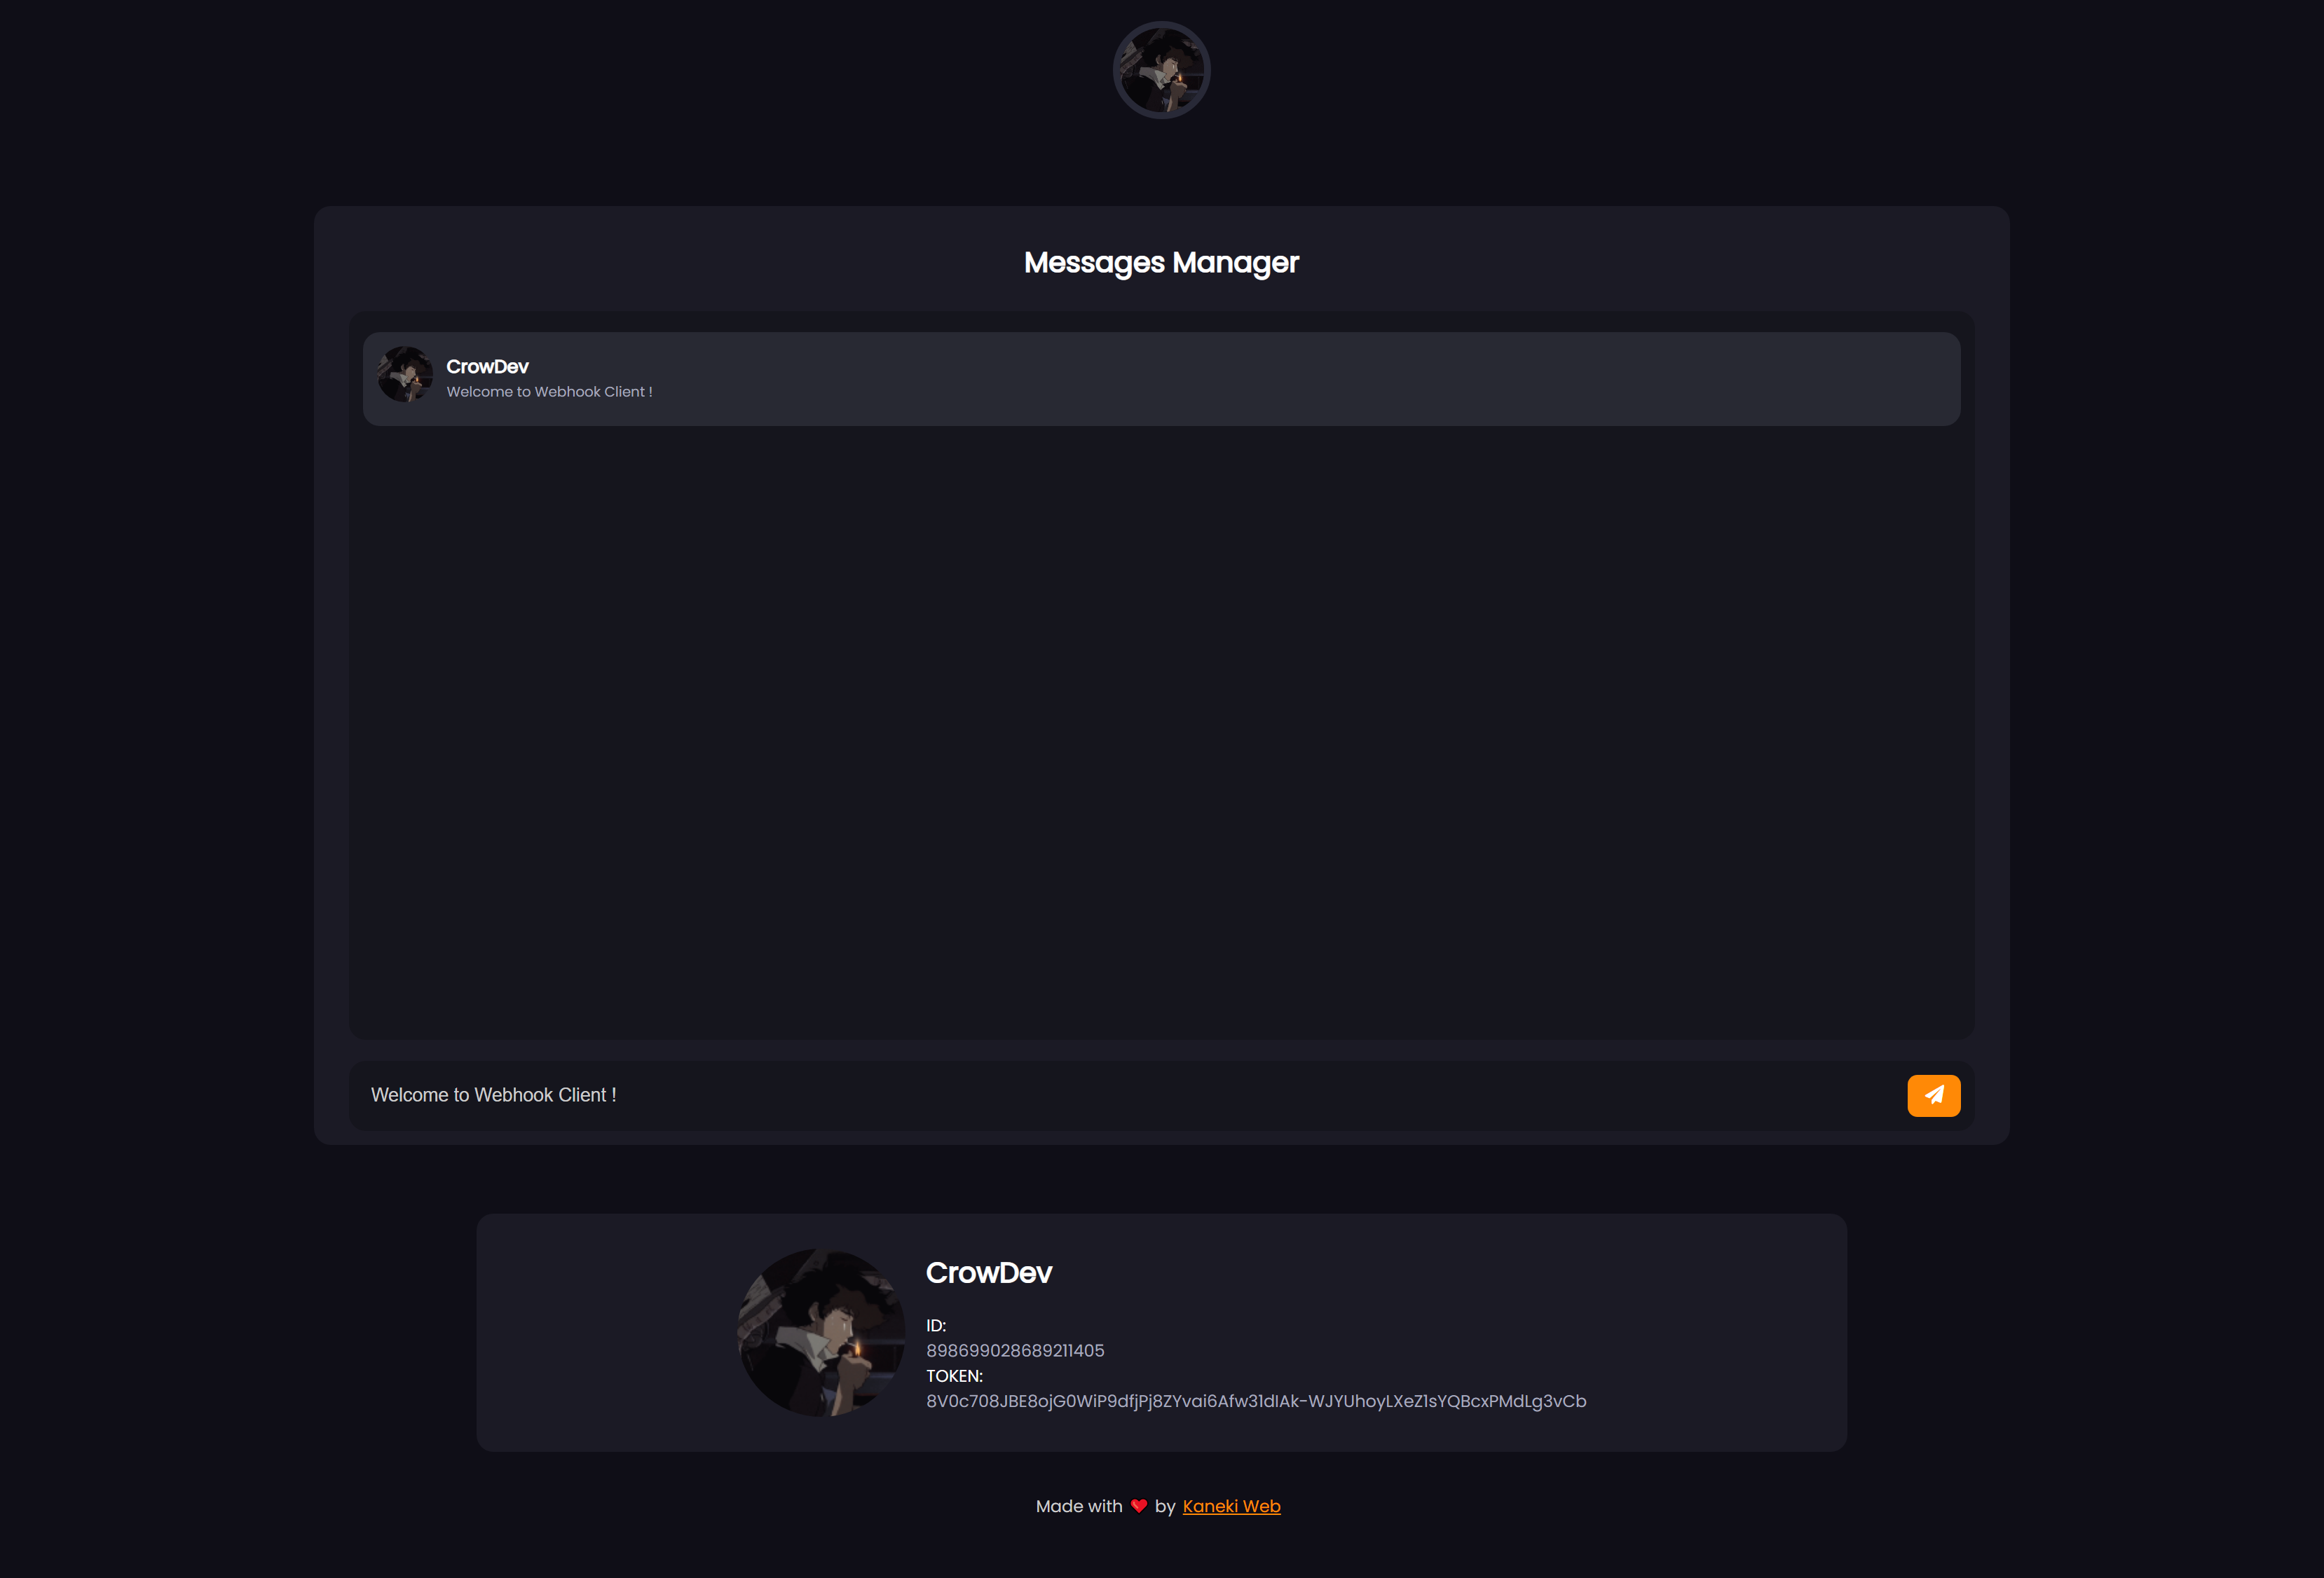 Messages Manager
CrowDev
Welcome to Webhook Client !
Welcome to Webhook Client !
CrowDev
ID:
898699028689211405
TOKEN:
8V0c708JBE8ojG0WiP9dfjPj8ZYvai6Afw31dIAk-WJYUhoyLXeZ1sYQBcxPMdLg3vCb
Made with ❤ by Kaneki Web